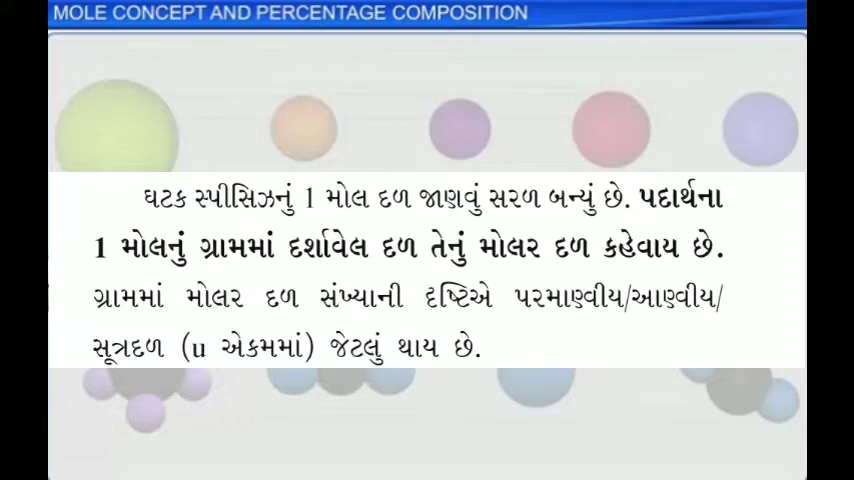 MOLE CONCEPT AND PERCENTAGE COMPOSITION
ઘટક સ્પીસિઝનું 1 મોલ દળ જાણવું સરળ બન્યું છે. પદાર્થના
1 મોલનું ગ્રામમાં દર્શાવેલ દળ તેનું મોલર દળ કહેવાય છે.
ગ્રામમાં મોલર દળ સંખ્યાની દૃષ્ટિએ પરમાણ્વીય/આણ્વીય/
સૂત્રદળ (u એકમમાં) જેટલું થાય છે.